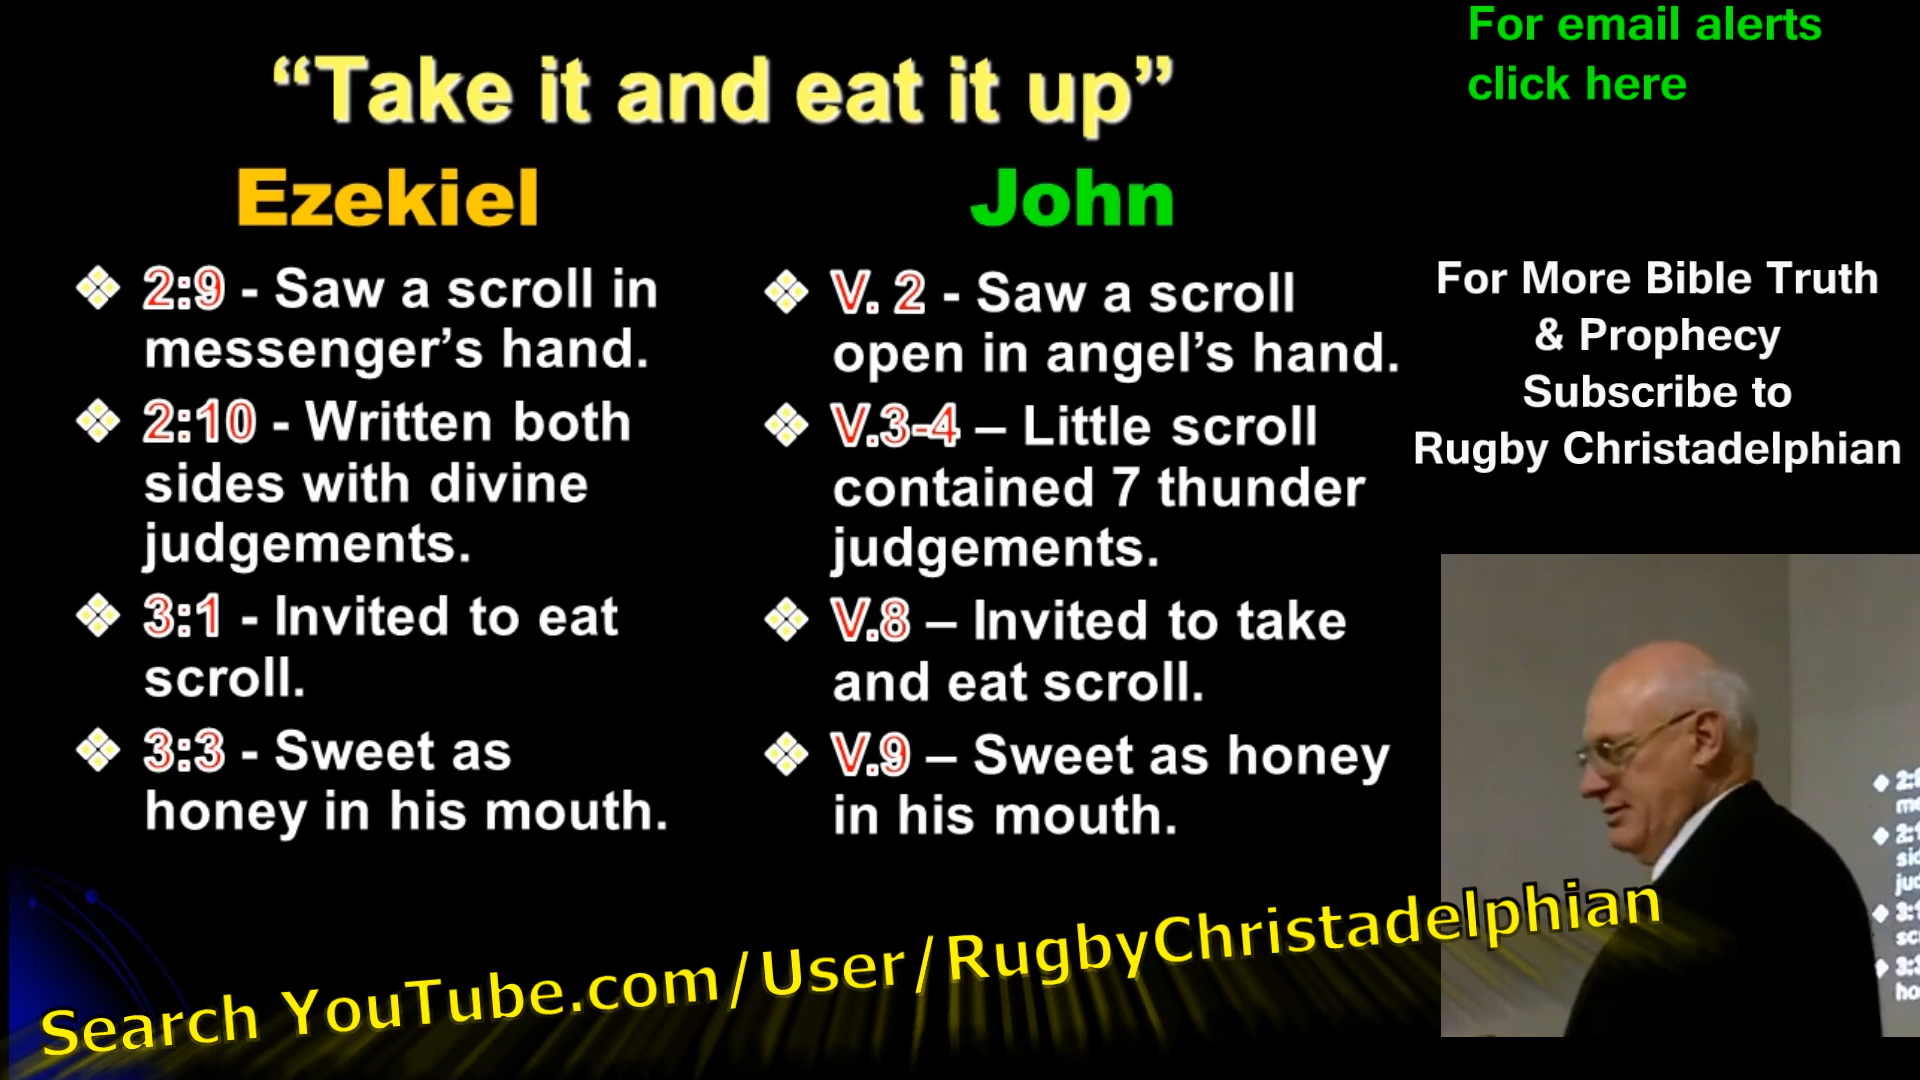 “Take it and eat it up”
Ezekiel
❖ 2:9 - Saw a scroll in
messenger’s hand.
❖ 2:10 - Written both
sides with divine
judgements.
❖ 3:1 - Invited to eat
scroll.
❖ 3:3 - Sweet as
honey in his mouth.
John
❖ V. 2 - Saw a scroll
open in angel’s hand.
❖ V.3-4 – Little scroll
contained 7 thunder
judgements.
❖ V.8 – Invited to take
and eat scroll.
❖ V.9 – Sweet as honey
in his mouth.
For email alerts
click here
For More Bible Truth
& Prophecy
Subscribe to
Rugby Christadelphian
Search YouTube.com/User/RugbyChristadelphian